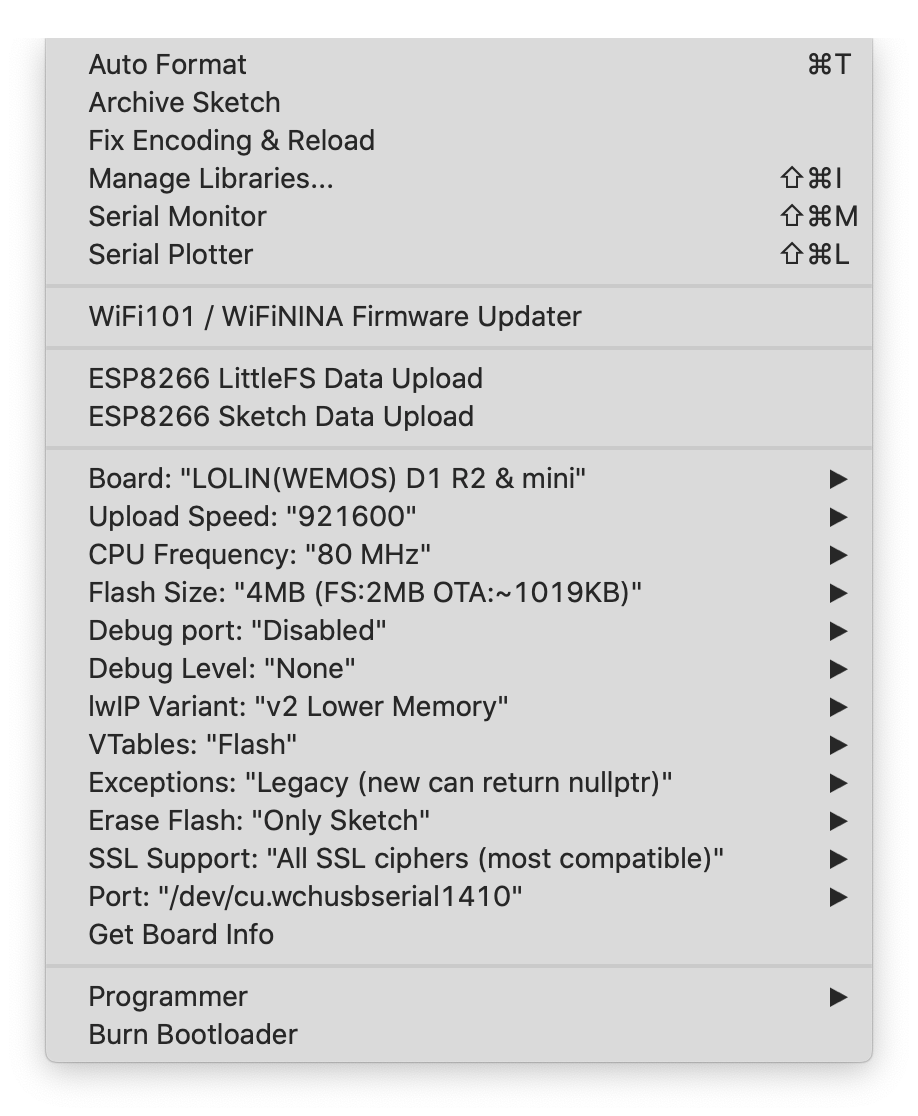 Auto Format ⌘T
Archive Sketch
Fix Encoding & Reload
Manage Libraries... ⇧⌘I
Serial Monitor ⇧⌘M
Serial Plotter ⇧⌘L
WiFi101 / WiFiNINA Firmware Updater
ESP8266 LittleFS Data Upload
ESP8266 Sketch Data Upload
Board: "LOLIN(WEMOS) D1 R2 & mini"
Upload Speed: "921600"
CPU Frequency: "80 MHz"
Flash Size: "4MB (FS:2MB OTA:~1019KB)"
Debug port: "Disabled"
Debug Level: "None"
lwIP Variant: "v2 Lower Memory"
VTables: "Flash"
Exceptions: "Legacy (new can return nullptr)"
Erase Flash: "Only Sketch"
SSL Support: "All SSL ciphers (most compatible)"
Port: "/dev/cu.wchusbserial1410"
Get Board Info
Programmer
Burn Bootloader